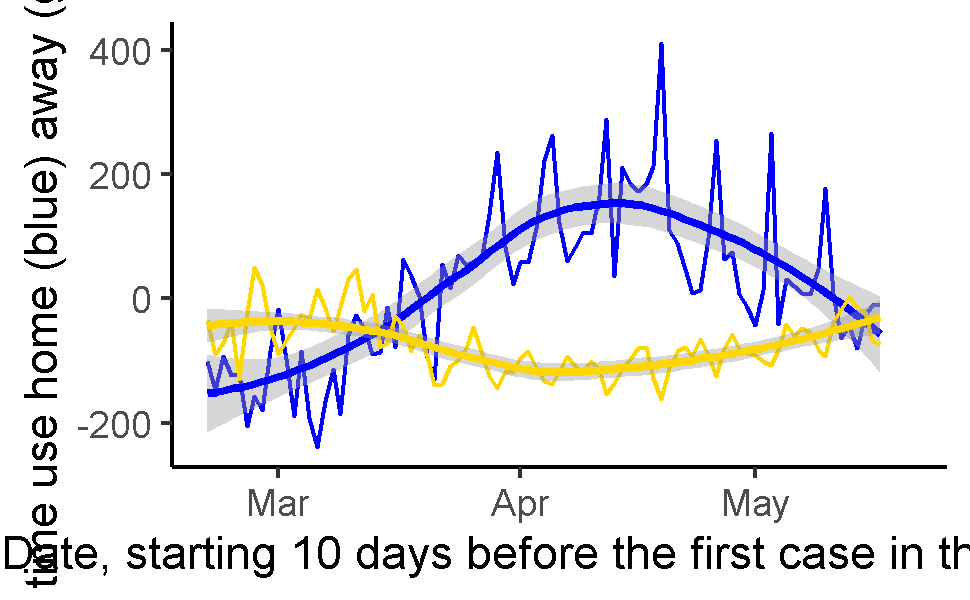 time use home (blue) away (
400
200
0
-200
Mar Apr May
Date, starting 10 days before the first case in th